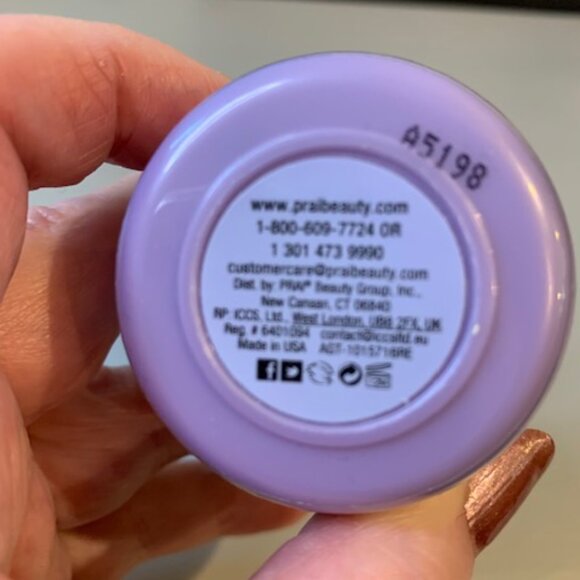 A5198
www.praibeauty.com
1-800-609-7724 OR
1 301 473 9990
customercare@praibeauty.com
Dist. by: PRAI® Beauty Group, Inc.,
New Canaan, CT 06840
RP: ICCS. Ltd., West London, UB8 2FX, UK
Reg. # 6401094 contact@iccsltd.eu
Made in USA AST-1015716RE